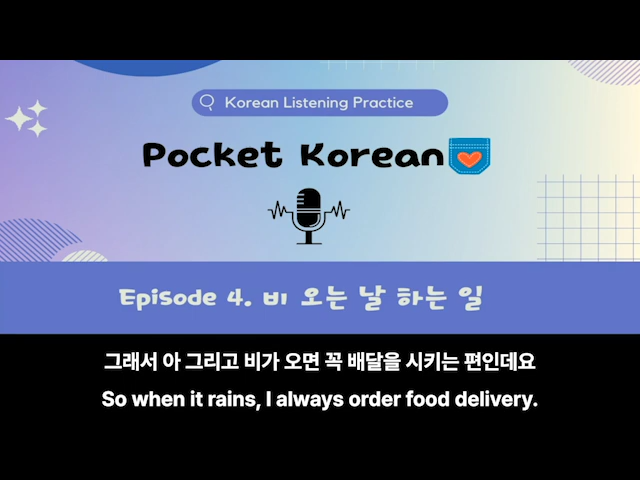 Korean Listening Practice
Pocket Korean
Episode 4. 비 오는 날 하는 일
그래서 아 그리고 비가 오면 꼭 배달을 시키는 편인데요
So when it rains, I always order food delivery.